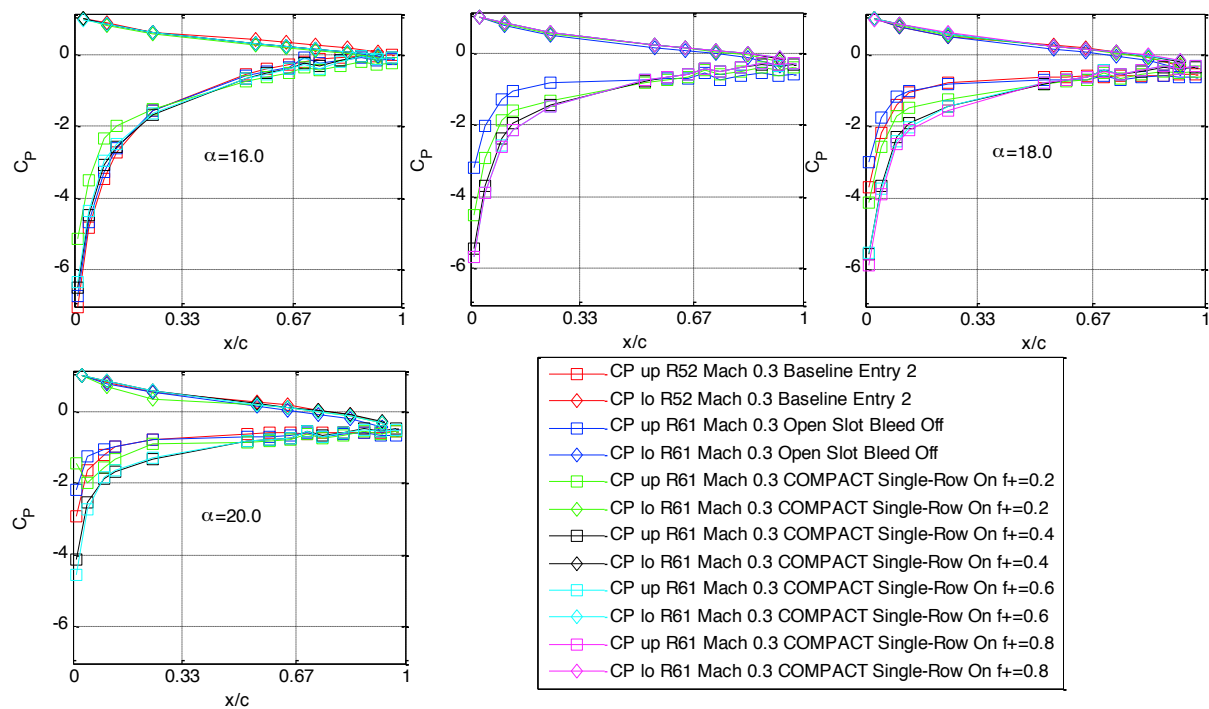 0
-2
-4
-6
C_P
α=16.0
0
0.33
0.67
1
x/c
0
-2
-4
-6
C_P
0
0.33
0.67
1
x/c
0
-2
-4
-6
C_P
α=18.0
0
0.33
0.67
1
x/c
0
-2
-4
-6
C_P
α=20.0
0
0.33
0.67
1
x/c
CP up R52 Mach 0.3 Baseline Entry 2
CP lo R52 Mach 0.3 Baseline Entry 2
CP up R61 Mach 0.3 Open Slot Bleed Off
CP lo R61 Mach 0.3 Open Slot Bleed Off
CP up R61 Mach 0.3 COMPACT Single-Row On f+=0.2
CP lo R61 Mach 0.3 COMPACT Single-Row On f+=0.2
CP up R61 Mach 0.3 COMPACT Single-Row On f+=0.4
CP lo R61 Mach 0.3 COMPACT Single-Row On f+=0.4
CP up R61 Mach 0.3 COMPACT Single-Row On f+=0.6
CP lo R61 Mach 0.3 COMPACT Single-Row On f+=0.6
CP up R61 Mach 0.3 COMPACT Single-Row On f+=0.8
CP lo R61 Mach 0.3 COMPACT Single-Row On f+=0.8